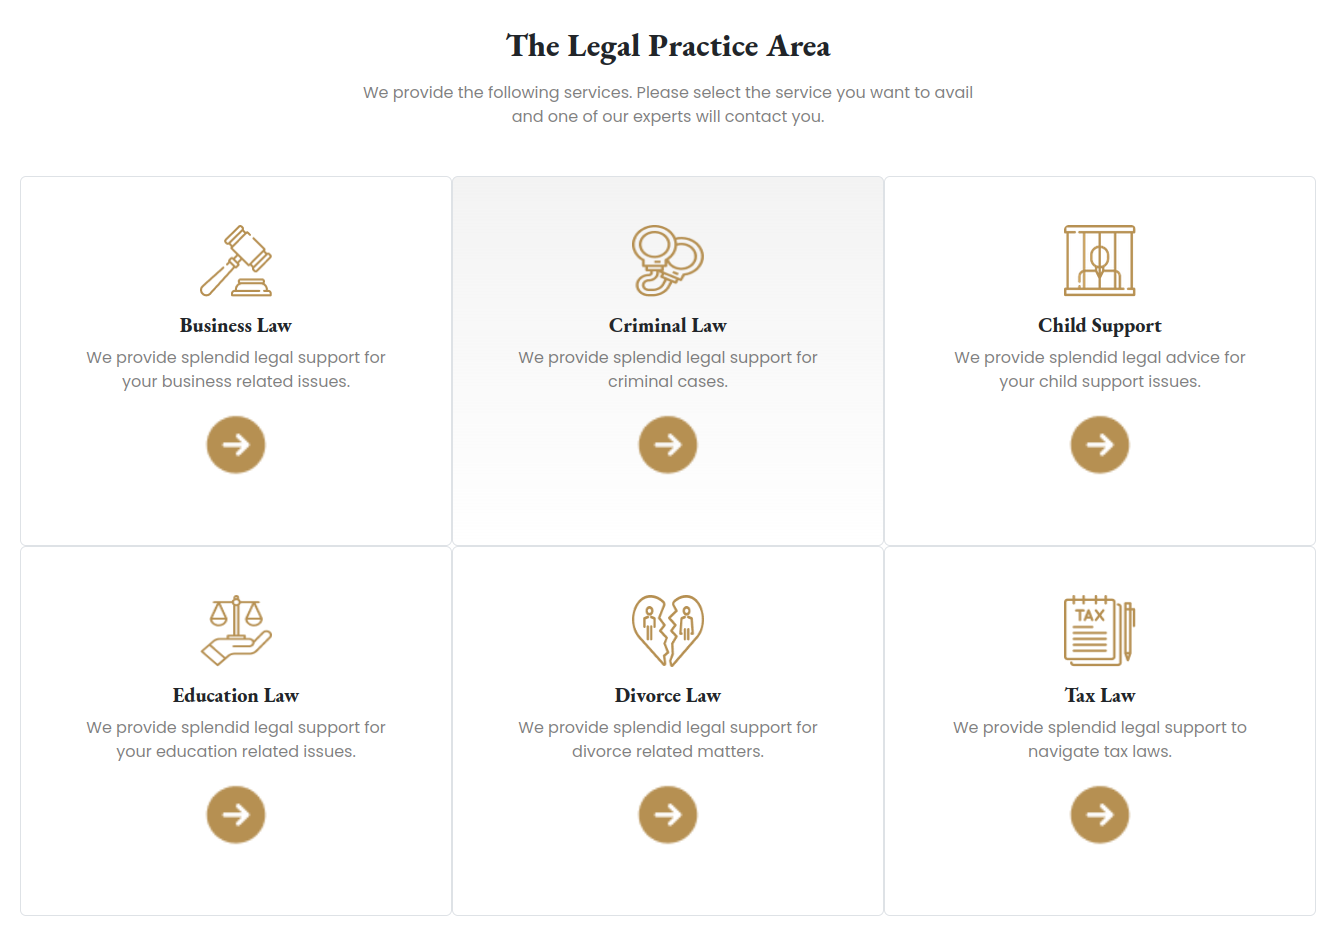 The Legal Practice Area
We provide the following services. Please select the service you want to avail
and one of our experts will contact you.
Business Law
We provide splendid legal support for
your business related issues.
Criminal Law
We provide splendid legal support for
criminal cases.
Child Support
We provide splendid legal advice for
your child support issues.
Education Law
We provide splendid legal support for
your education related issues.
Divorce Law
We provide splendid legal support for
divorce related matters.
TAX
Tax Law
We provide splendid legal support to
navigate tax laws.